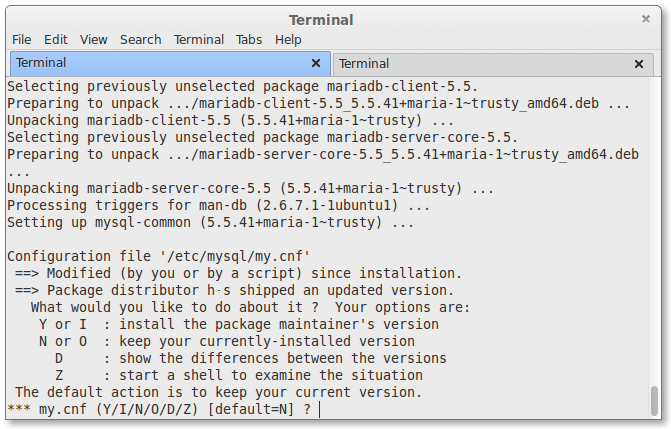 Terminal
File Edit View Search Terminal Tabs Help
Terminal Terminal
Selecting previously unselected package mariadb-client-5.5.
Preparing to unpack .../mariadb-client-5.5_5.5.41+maria-1~trusty_amd64.deb ...
Unpacking mariadb-client-5.5 (5.5.41+maria-1~trusty) ...
Selecting previously unselected package mariadb-server-core-5.5.
Preparing to unpack .../mariadb-server-core-5.5_5.5.41+maria-1~trusty_amd64.deb
...
Unpacking mariadb-server-core-5.5 (5.5.41+maria-1~trusty) ...
Processing triggers for man-db (2.6.7.1-1ubuntu1) ...
Setting up mysql-common (5.5.41+maria-1~trusty) ...
Configuration file '/etc/mysql/my.cnf'
==> Modified (by you or by a script) since installation.
==> Package distributor h-s shipped an updated version.
What would you like to do about it ?  Your options are:
Y or I  : install the package maintainer's version
N or O  : keep your currently-installed version
D     : show the differences between the versions
Z     : start a shell to examine the situation
The default action is to keep your current version.
*** my.cnf (Y/I/N/O/D/Z) [default=N] ?